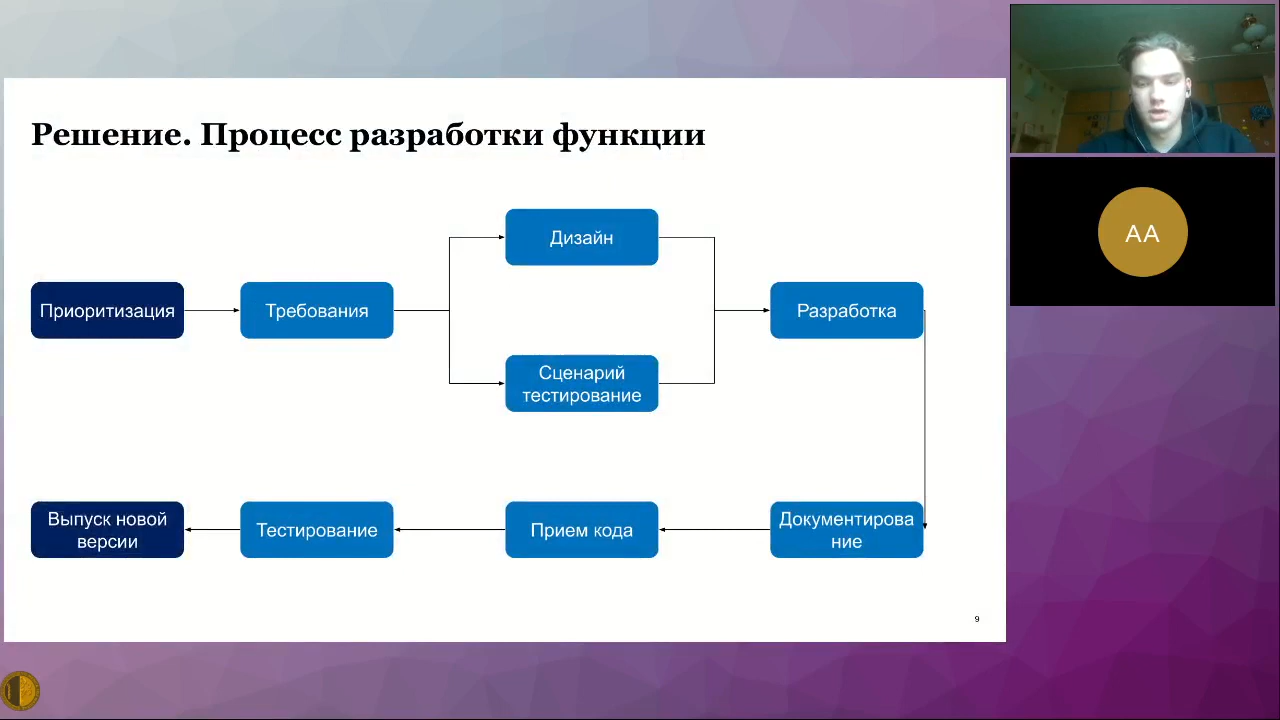 Решение. Процесс разработки функции
Дизайн
Приоритизация
Требования
Разработка
Сценарий
тестирование
Выпуск новой
версии
Тестирование
Прием кода
Документирова
ние
9
AA